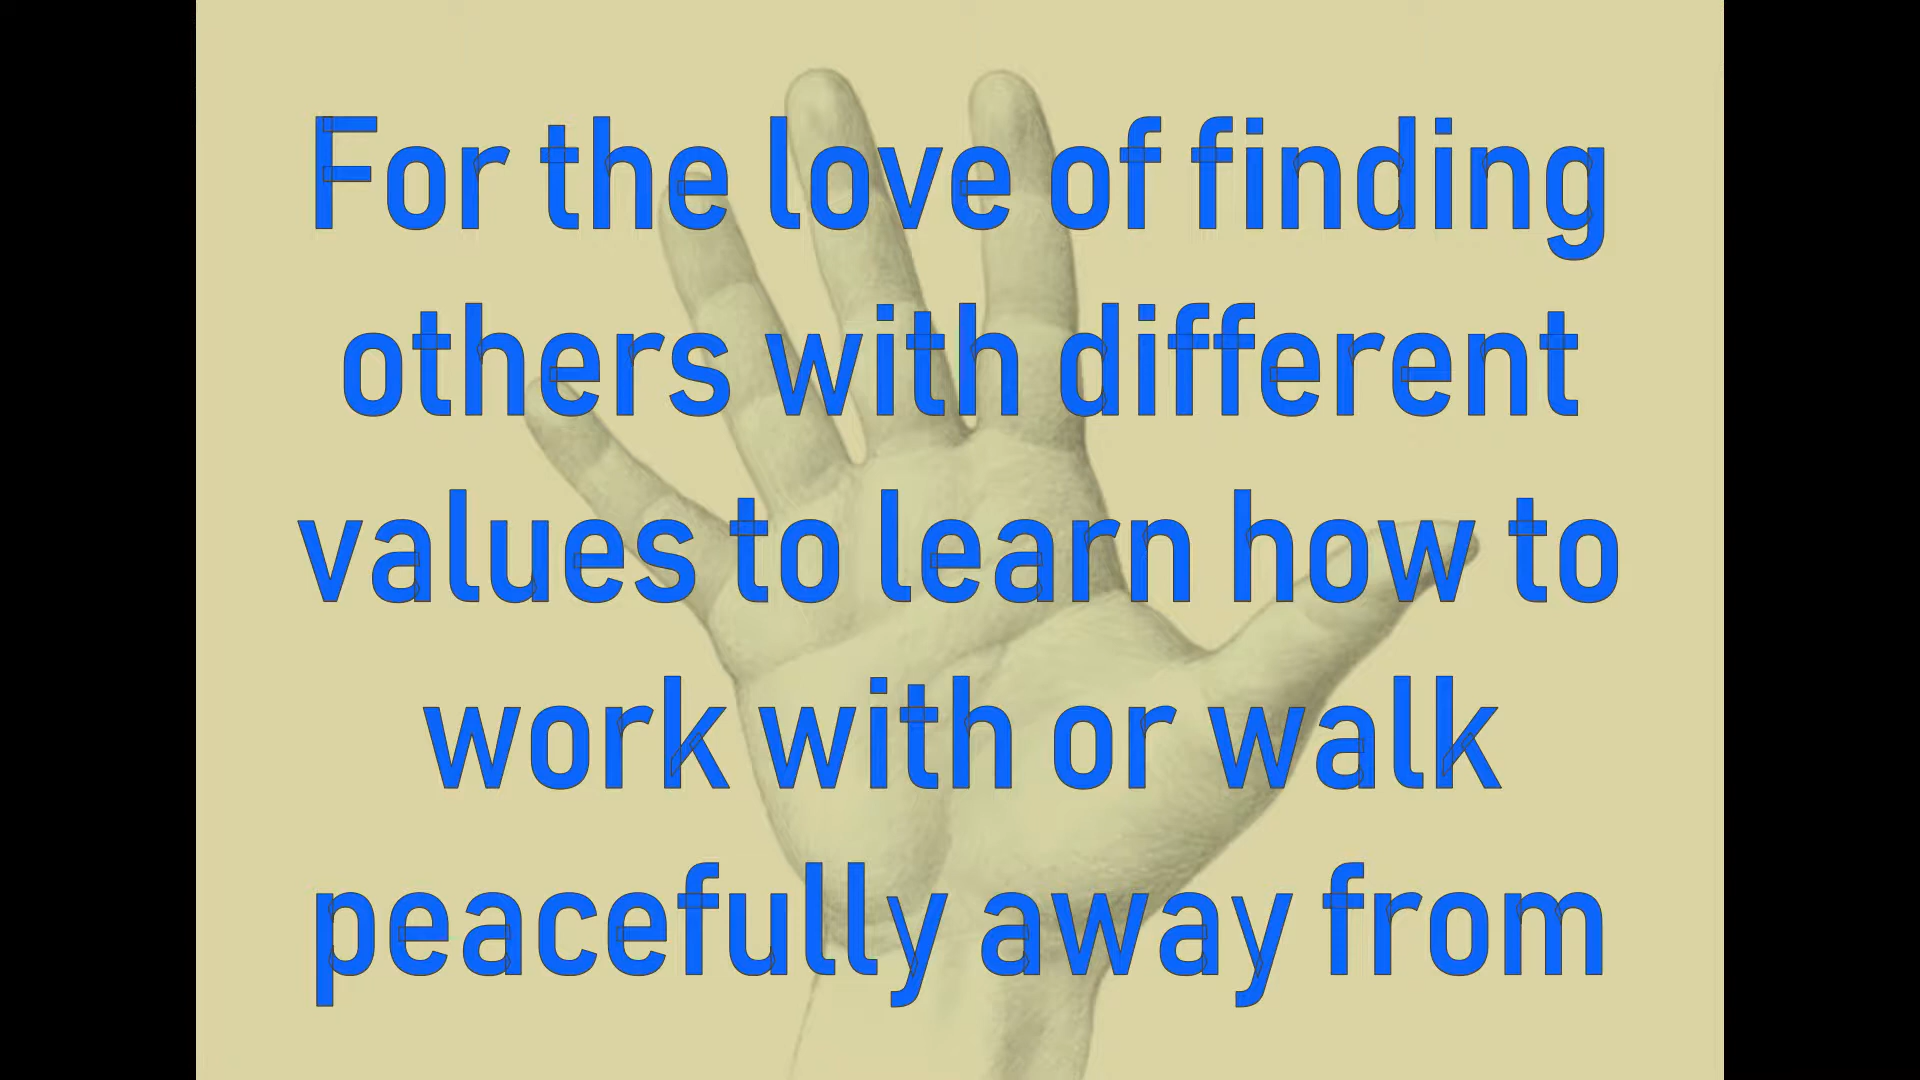 For the love of finding
others with different
values to learn how to
work with or walk
peacefully away from